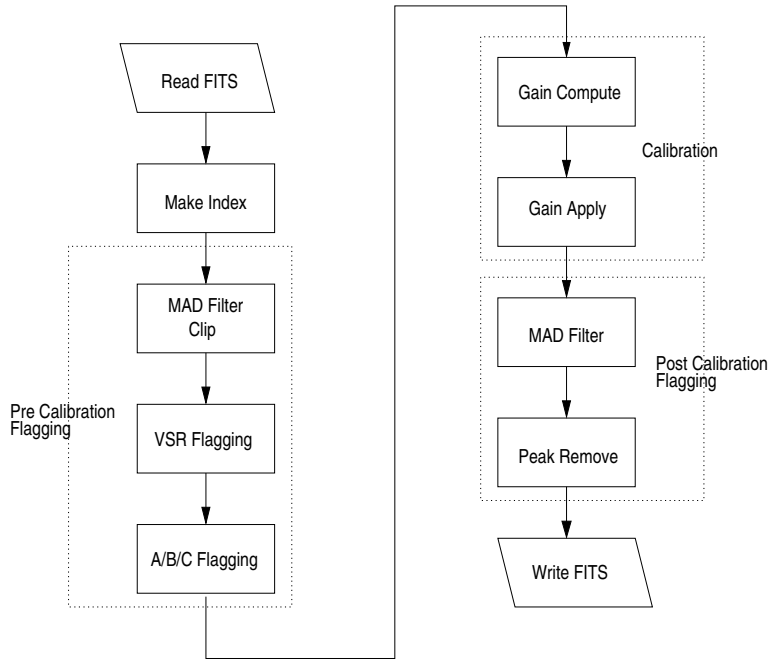 Read FITS
Make Index
MAD Filter
Clip
Pre Calibration
Flagging
VSR Flagging
A/B/C Flagging
Gain Compute
Calibration
Gain Apply
MAD Filter
Post Calibration
Flagging
Peak Remove
Write FITS